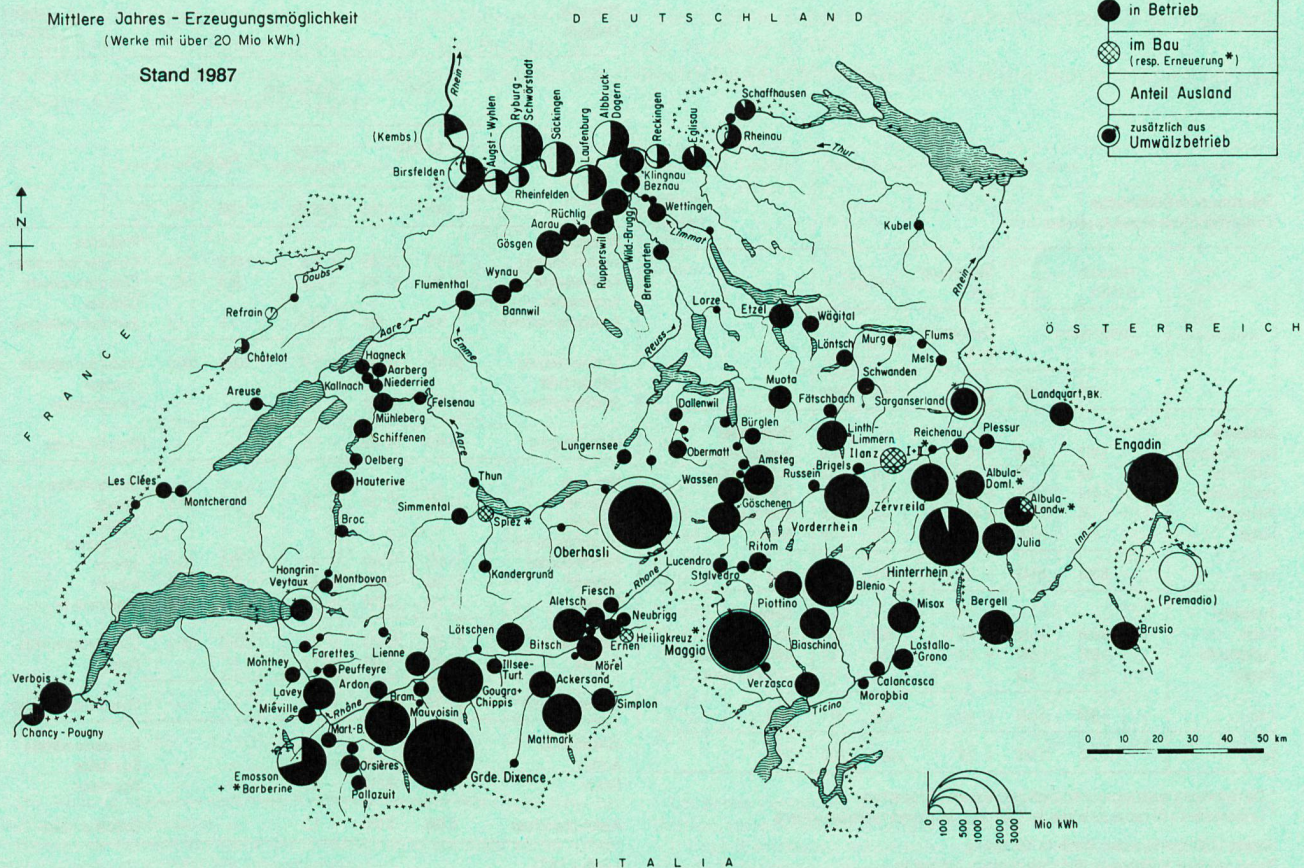 Mittlere Jahres - Erzeugungsmöglichkeit
(Werke mit über 20 Mio kWh)
Stand 1987
DEUTSCHLAND
in Betrieb
im Bau
(resp. Erneuerung*)
Anteil Ausland
zusätzlich aus
Umwälzbetrieb
Rhein
(Kembs)
Birsfelden
Augst - Wyhlen
Ryburg-
Schwörstadt
Säckingen
Laufenburg
Albbruck-
Dogern
Reckingen
Eglisau
Schaffhausen
Rheinau
Thur
Rheinfelden
Klingnau
Beznau
Wettingen
Limmat
Kubel
N
Rüchlig
Aarau
Gösgen
Rupperswil
Wild.-Brugg
Bremgarten
Doubs
Wynau
Flumenthal
Bannwil
Lorze
Etzel
Wägital
Rhein
Refrain
Aare
Emme
Reuss
ÖSTERREICH
FRANCE
Châtelot
Löntsch
Murg
Flums
Mels
Hagneck
Aarberg
Kallnach
Niederried
Areuse
Felsenau
Mühleberg
Schiffenen
Muota
Schwanden
Fätschbach
Sarganserland
*
Landquart, BK.
Dallenwil
Bürglen
Linth-
Limmern
Reichenau
Plessur
Engadin
Oelberg
Aare
Lungernsee
Obermatt
Amsteg
Ilanz
I+II*
Brigels
Les Clées
Montcherand
Hauterive
Thun
Wassen
Russein
Albula-
Doml.*
Göschenen
Zervreila
Albula-
Landw.*
Simmental
Spiez*
Broc
Oberhasli
Vorderrhein
Julia
Inn
Kandergrund
Rhone
Lucendro
Ritom
Stalvedro
Hinterrhein
Hongrin-
Veytaux
Montbovon
Piottino
Blenio
Misox
Bergell
(Premadio)
Fiesch
Aletsch
Neubrigg
Heiligkreuz*
Ernen
Lötschen
Bitsch
Mörel
Maggia
Biaschina
Brusio
Farettes
Lienne
Lostallo-
Grono
Monthey
Peuffeyre
Illsee-
Turt.
Ackersand
Verbois
Lavey
Ardon
Bram.
Gougra+
Chippis
Verzasca
Calancasca
Morobbia
Miéville
Rhône
Simplon
Ticino
Chancy - Pougny
Mart.-B.
Mauvoisin
Mattmark
Emosson
+ *Barberine
Orsières
Pallazuit
Grde. Dixence
0 10 20 30 40 50 km
0 100 500 1000 2000 3000 Mio kWh
ITALIA